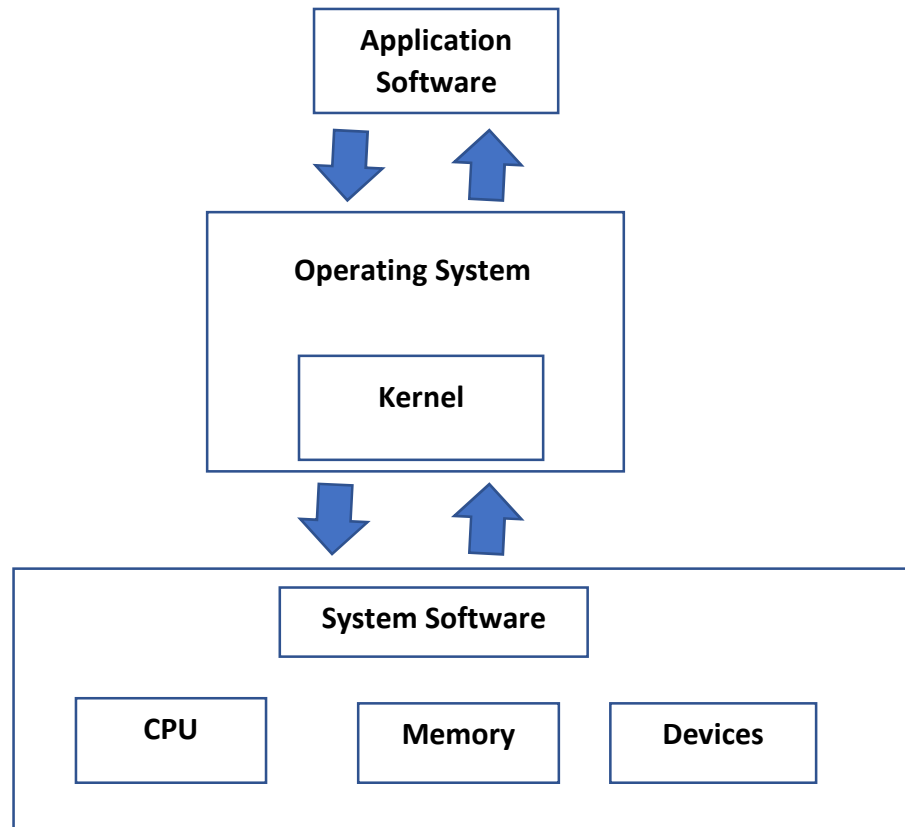 Application
Software
Operating System
Kernel
System Software
CPU
Memory
Devices